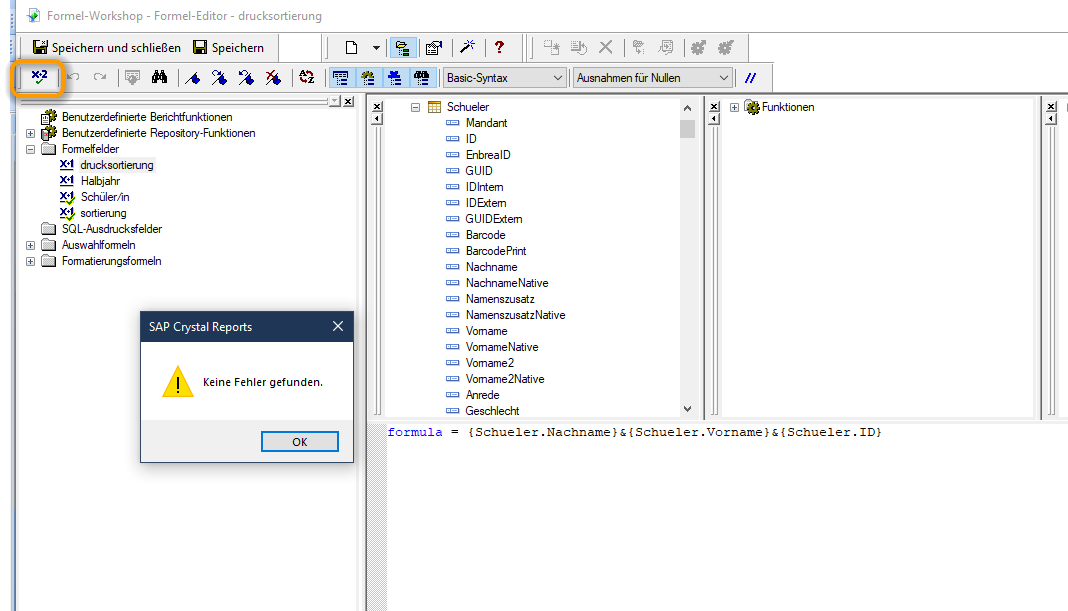 Formel-Workshop - Formel-Editor - drucksortierung
Speichern und schließen Speichern
Basic-Syntax Ausnahmen für Nullen //
Benutzerdefinierte Berichtfunktionen
Benutzerdefinierte Repository-Funktionen
Formelfelder
drucksortierung
Halbjahr
Schüler/in
sortierung
SQL-Ausdrucksfelder
Auswahlformeln
Formatierungsformeln
Schueler
Mandant
ID
EnbreaID
GUID
IDIntern
IDExtern
GUIDExtern
Barcode
BarcodePrint
Nachname
NachnameNative
Namenszusatz
NamenszusatzNative
Vorname
VornameNative
Vorname2
Vorname2Native
Anrede
Geschlecht
Funktionen
SAP Crystal Reports
Keine Fehler gefunden.
OK
formula = {Schueler.Nachname}&{Schueler.Vorname}&{Schueler.ID}